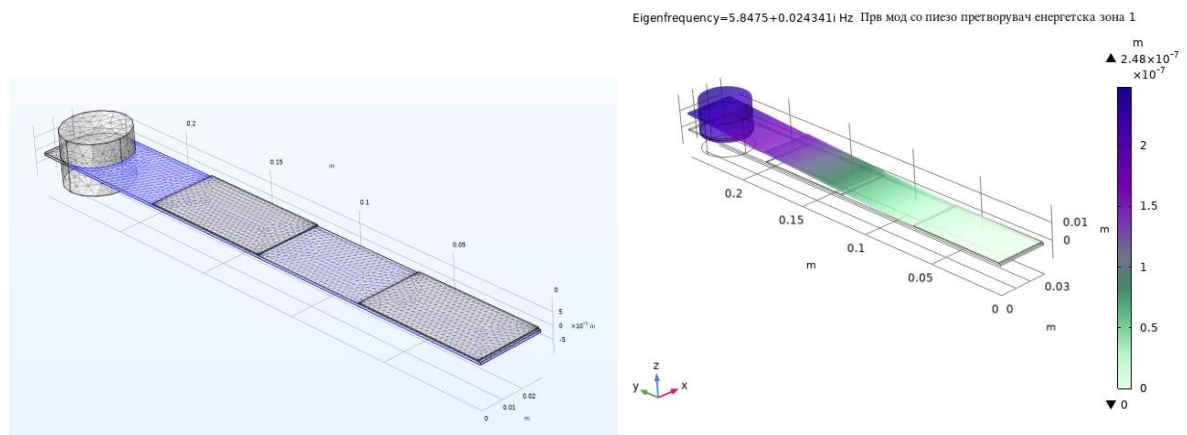 Eigenfrequency=5.8475+0.024341i Hz Прв мод со пиезо претворувач енергетска зона 1
0.2
0.15
m
0.1
0.05
0
5
0 ×10⁻³ m
-5
0.02
0.01
0
m
m
▲ 2.48×10⁻⁷
×10⁻⁷
2
1.5
1
0.5
0
▼ 0
0.2
0.15
0.1
m
0.05
0 0
0.01
0
m
0.03
m
z
y
x